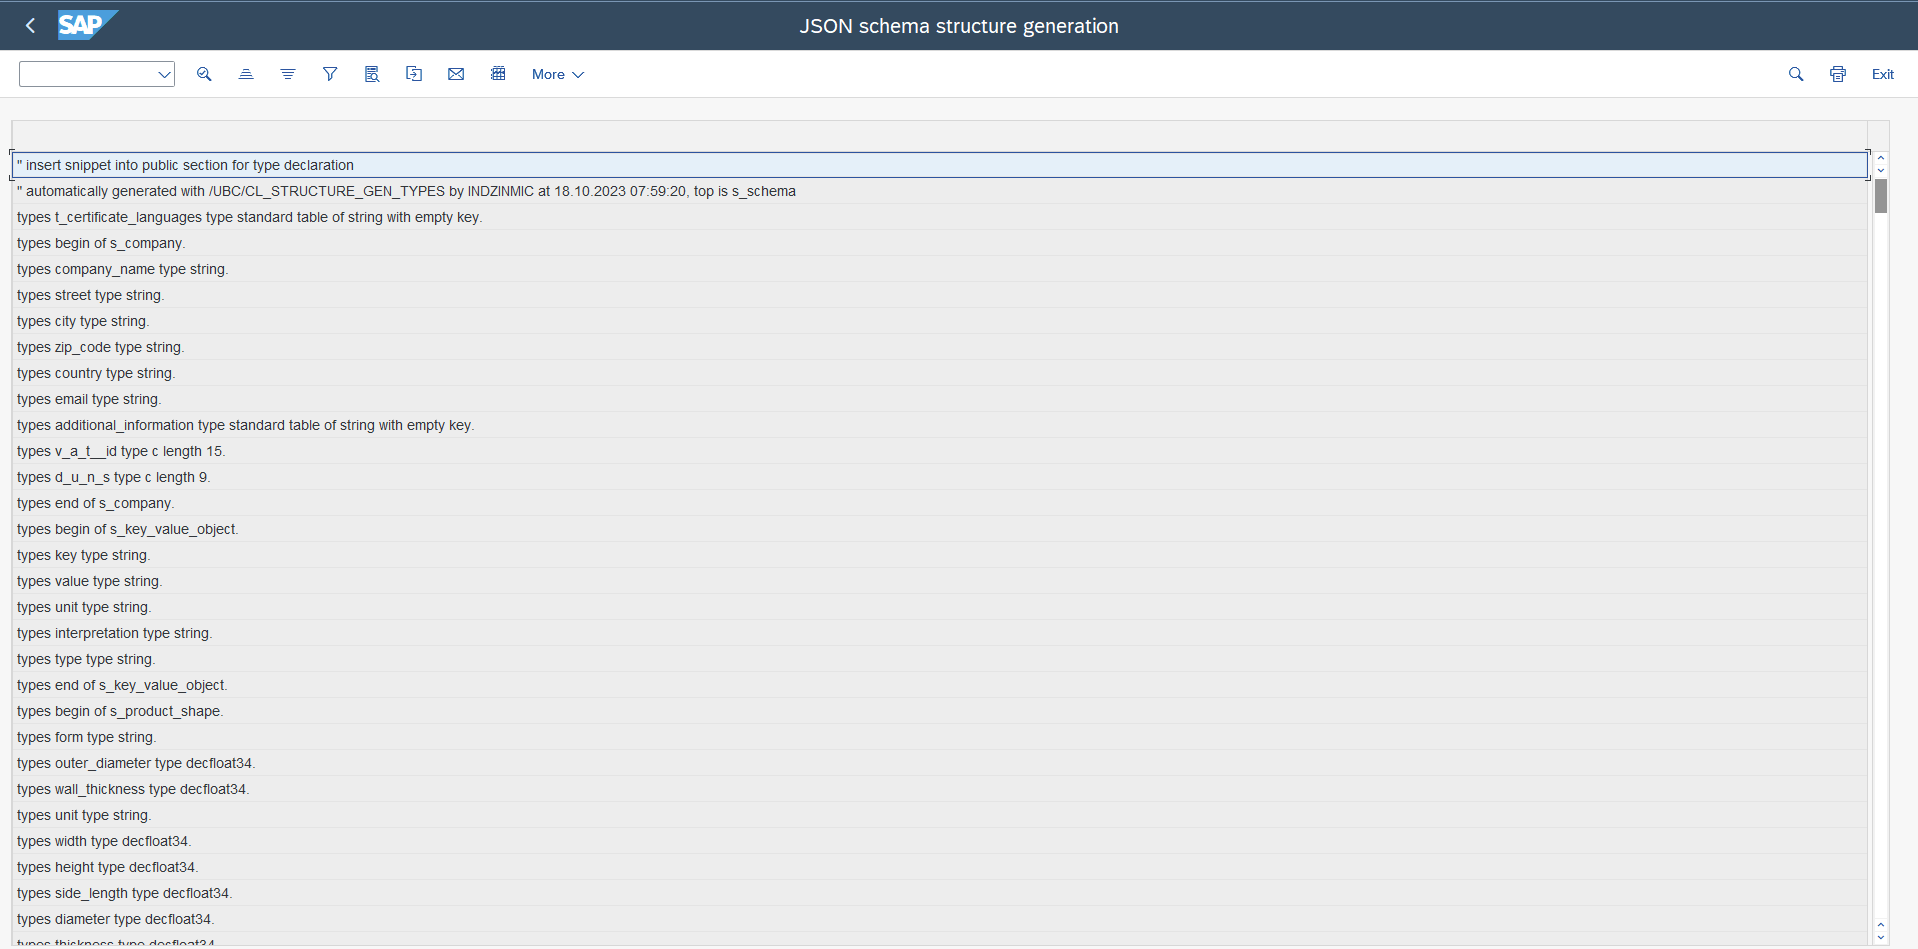 SAP
JSON schema structure generation
More
Exit
" insert snippet into public section for type declaration
" automatically generated with /UBC/CL_STRUCTURE_GEN_TYPES by INDZINMIC at 18.10.2023 07:59:20, top is s_schema
types t_certificate_languages type standard table of string with empty key.
types begin of s_company.
types company_name type string.
types street type string.
types city type string.
types zip_code type string.
types country type string.
types email type string.
types additional_information type standard table of string with empty key.
types v_a_t__id type c length 15.
types d_u_n_s type c length 9.
types end of s_company.
types begin of s_key_value_object.
types key type string.
types value type string.
types unit type string.
types interpretation type string.
types type type string.
types end of s_key_value_object.
types begin of s_product_shape.
types form type string.
types outer_diameter type decfloat34.
types wall_thickness type decfloat34.
types unit type string.
types width type decfloat34.
types height type decfloat34.
types side_length type decfloat34.
types diameter type decfloat34.
types thickness type decfloat34.